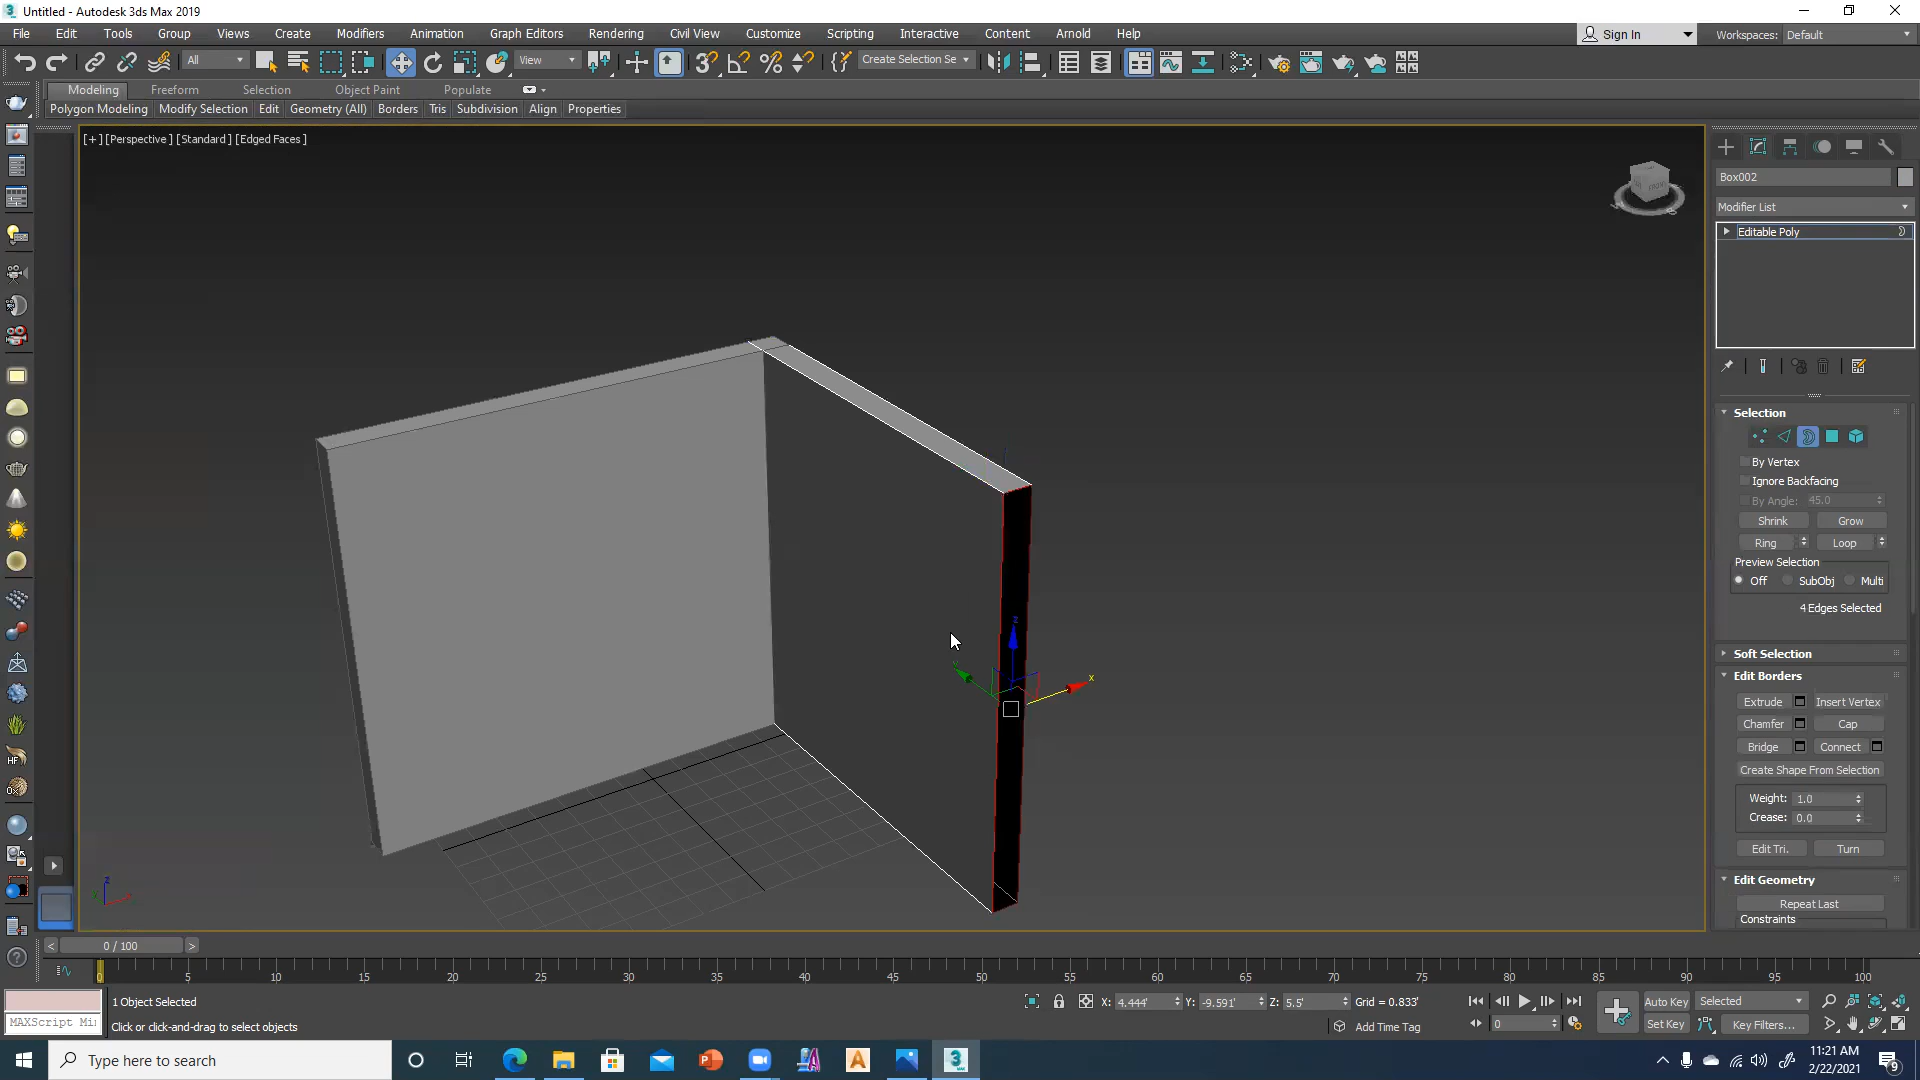 Untitled - Autodesk 3ds Max 2019
File Edit Tools Group Views Create Modifiers Animation Graph Editors Rendering Civil View Customize Scripting Interactive Content Arnold Help Sign In Workspaces: Default
All View Create Selection Se
Modeling Freeform Selection Object Paint Populate
Polygon Modeling Modify Selection Edit Geometry (All) Borders Tris Subdivision Align Properties
[+] [Perspective] [Standard] [Edged Faces]
Box002
Modifier List
Editable Poly
Selection
By Vertex
Ignore Backfacing
By Angle: 45.0
Shrink Grow
Ring Loop
Preview Selection
Off SubObj Multi
4 Edges Selected
Soft Selection
Edit Borders
Extrude Insert Vertex
Chamfer Cap
Bridge Connect
Create Shape From Selection
Weight: 1.0
Crease: 0.0
Edit Tri. Turn
Edit Geometry
Repeat Last
Constraints
z
x
HF
z
0 / 100
0 5 10 15 20 25 30 35 40 45 50 55 60 65 70 75 80 85 90 95 100
1 Object Selected X: 4.444' Y: -9.591' Z: 5.5' Grid = 0.833' Auto Key Selected
MAXScript Mi Click or click-and-drag to select objects Add Time Tag 0 Set Key Key Filters...
Type here to search
11:21 AM
2/22/2021
9